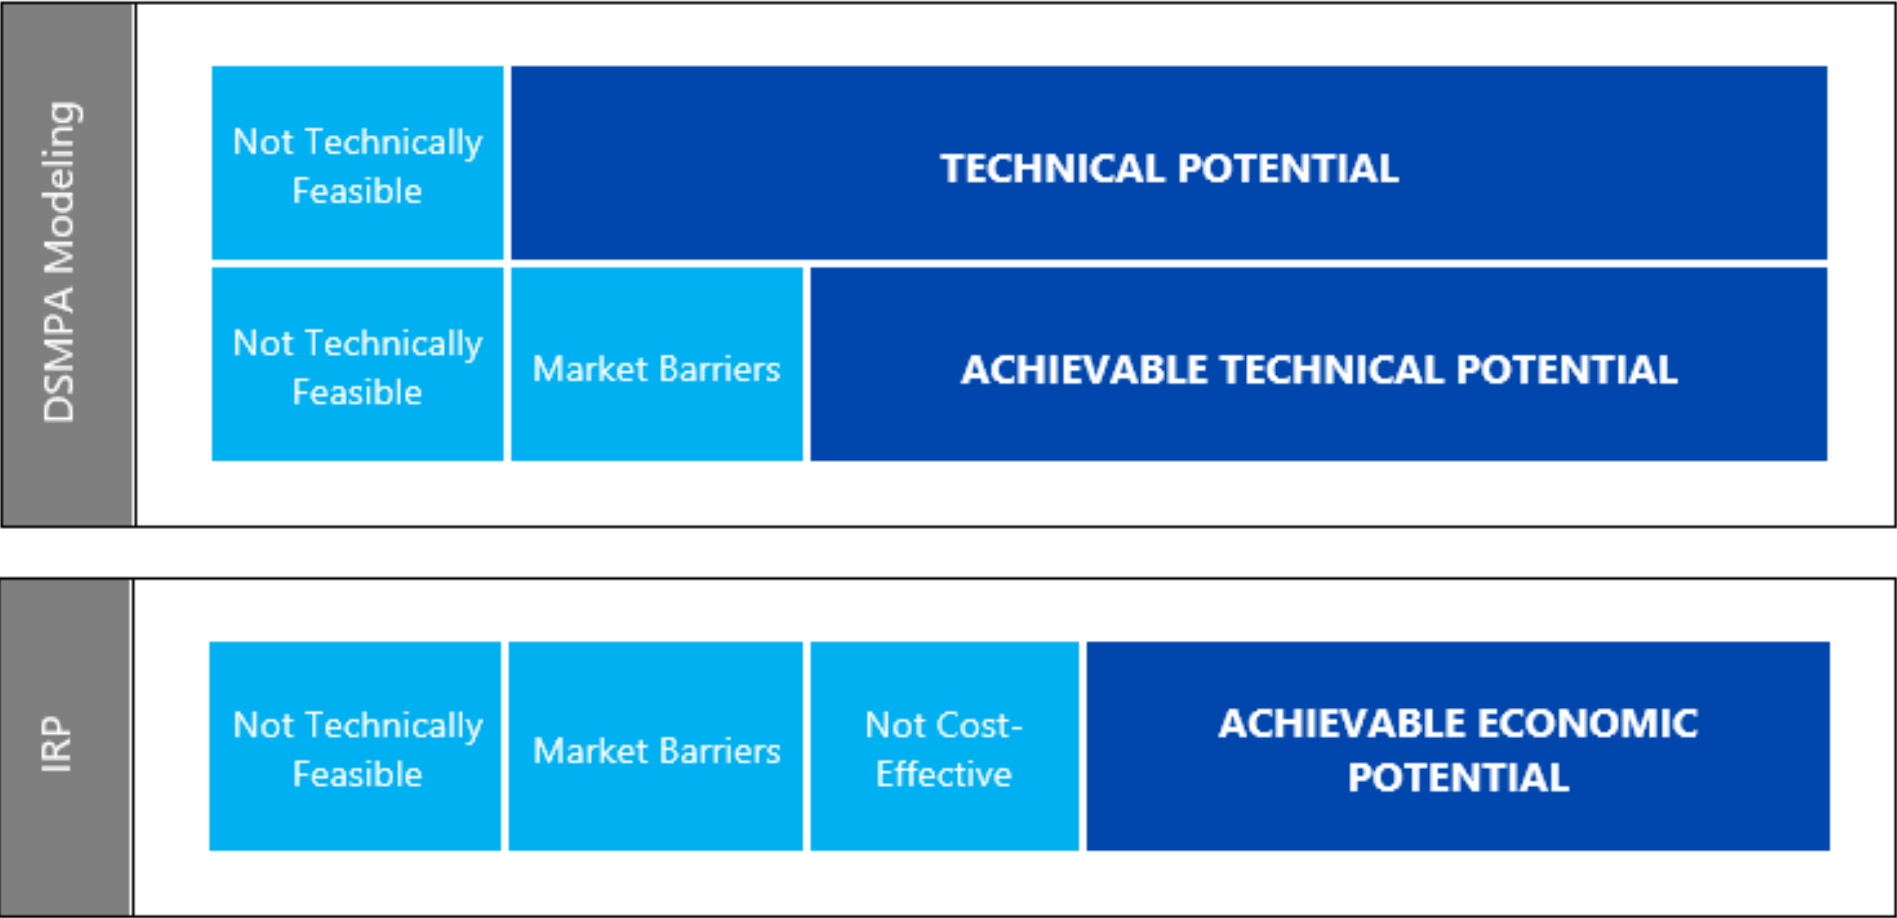 DSMPA Modeling
Not Technically
Feasible
TECHNICAL POTENTIAL
Not Technically
Feasible
Market Barriers
ACHIEVABLE TECHNICAL POTENTIAL
IRP
Not Technically
Feasible
Market Barriers
Not Cost-
Effective
ACHIEVABLE ECONOMIC
POTENTIAL